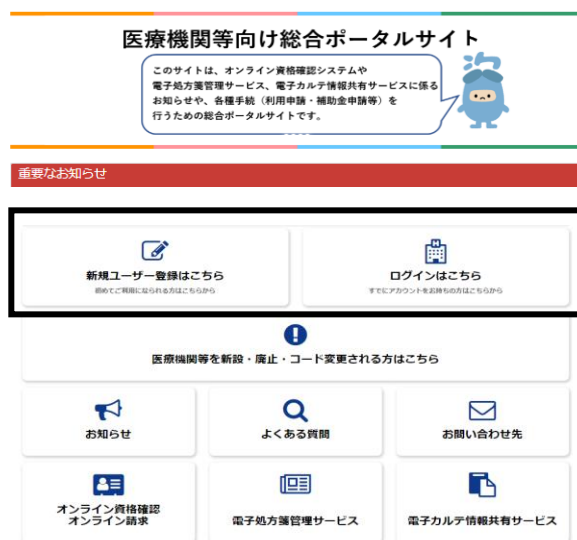 医療機関等向け総合ポータルサイト
このサイトは、オンライン資格確認システムや
電子処方箋管理サービス、電子カルテ情報共有サービスに係る
お知らせや、各種手続（利用申請・補助金申請等）を
行うための総合ポータルサイトです。
重要なお知らせ
新規ユーザー登録はこちら
初めてご利用になられる方はこちらから
ログインはこちら
すでにアカウントをお持ちの方はこちらから
医療機関等を新設・廃止・コード変更される方はこちら
お知らせ
よくある質問
お問い合わせ先
オンライン資格確認
オンライン請求
電子処方箋管理サービス
電子カルテ情報共有サービス